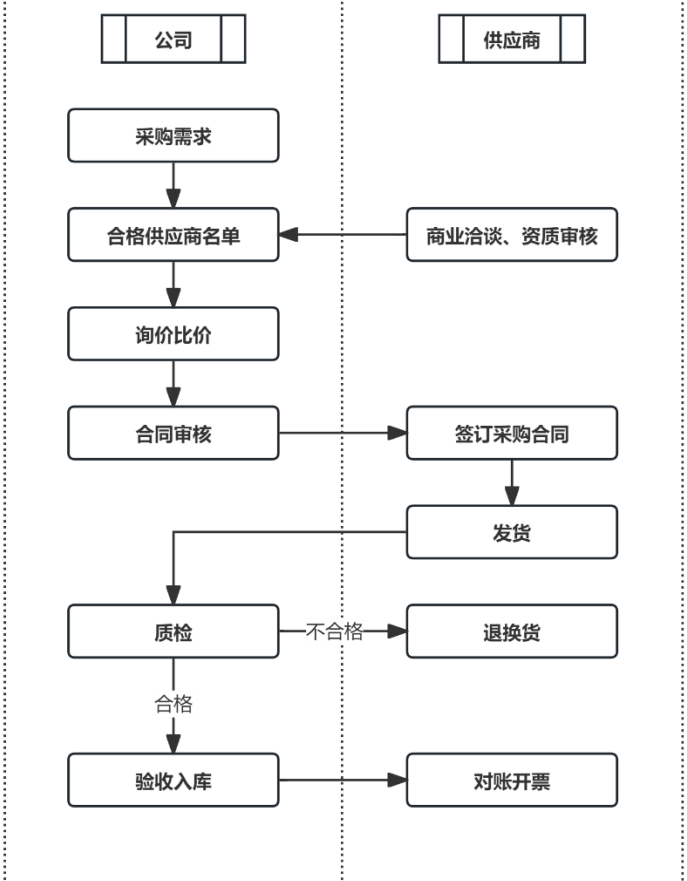 公司
供应商
采购需求
合格供应商名单
商业洽谈、资质审核
询价比价
合同审核
签订采购合同
发货
质检
不合格
退换货
合格
验收入库
对账开票